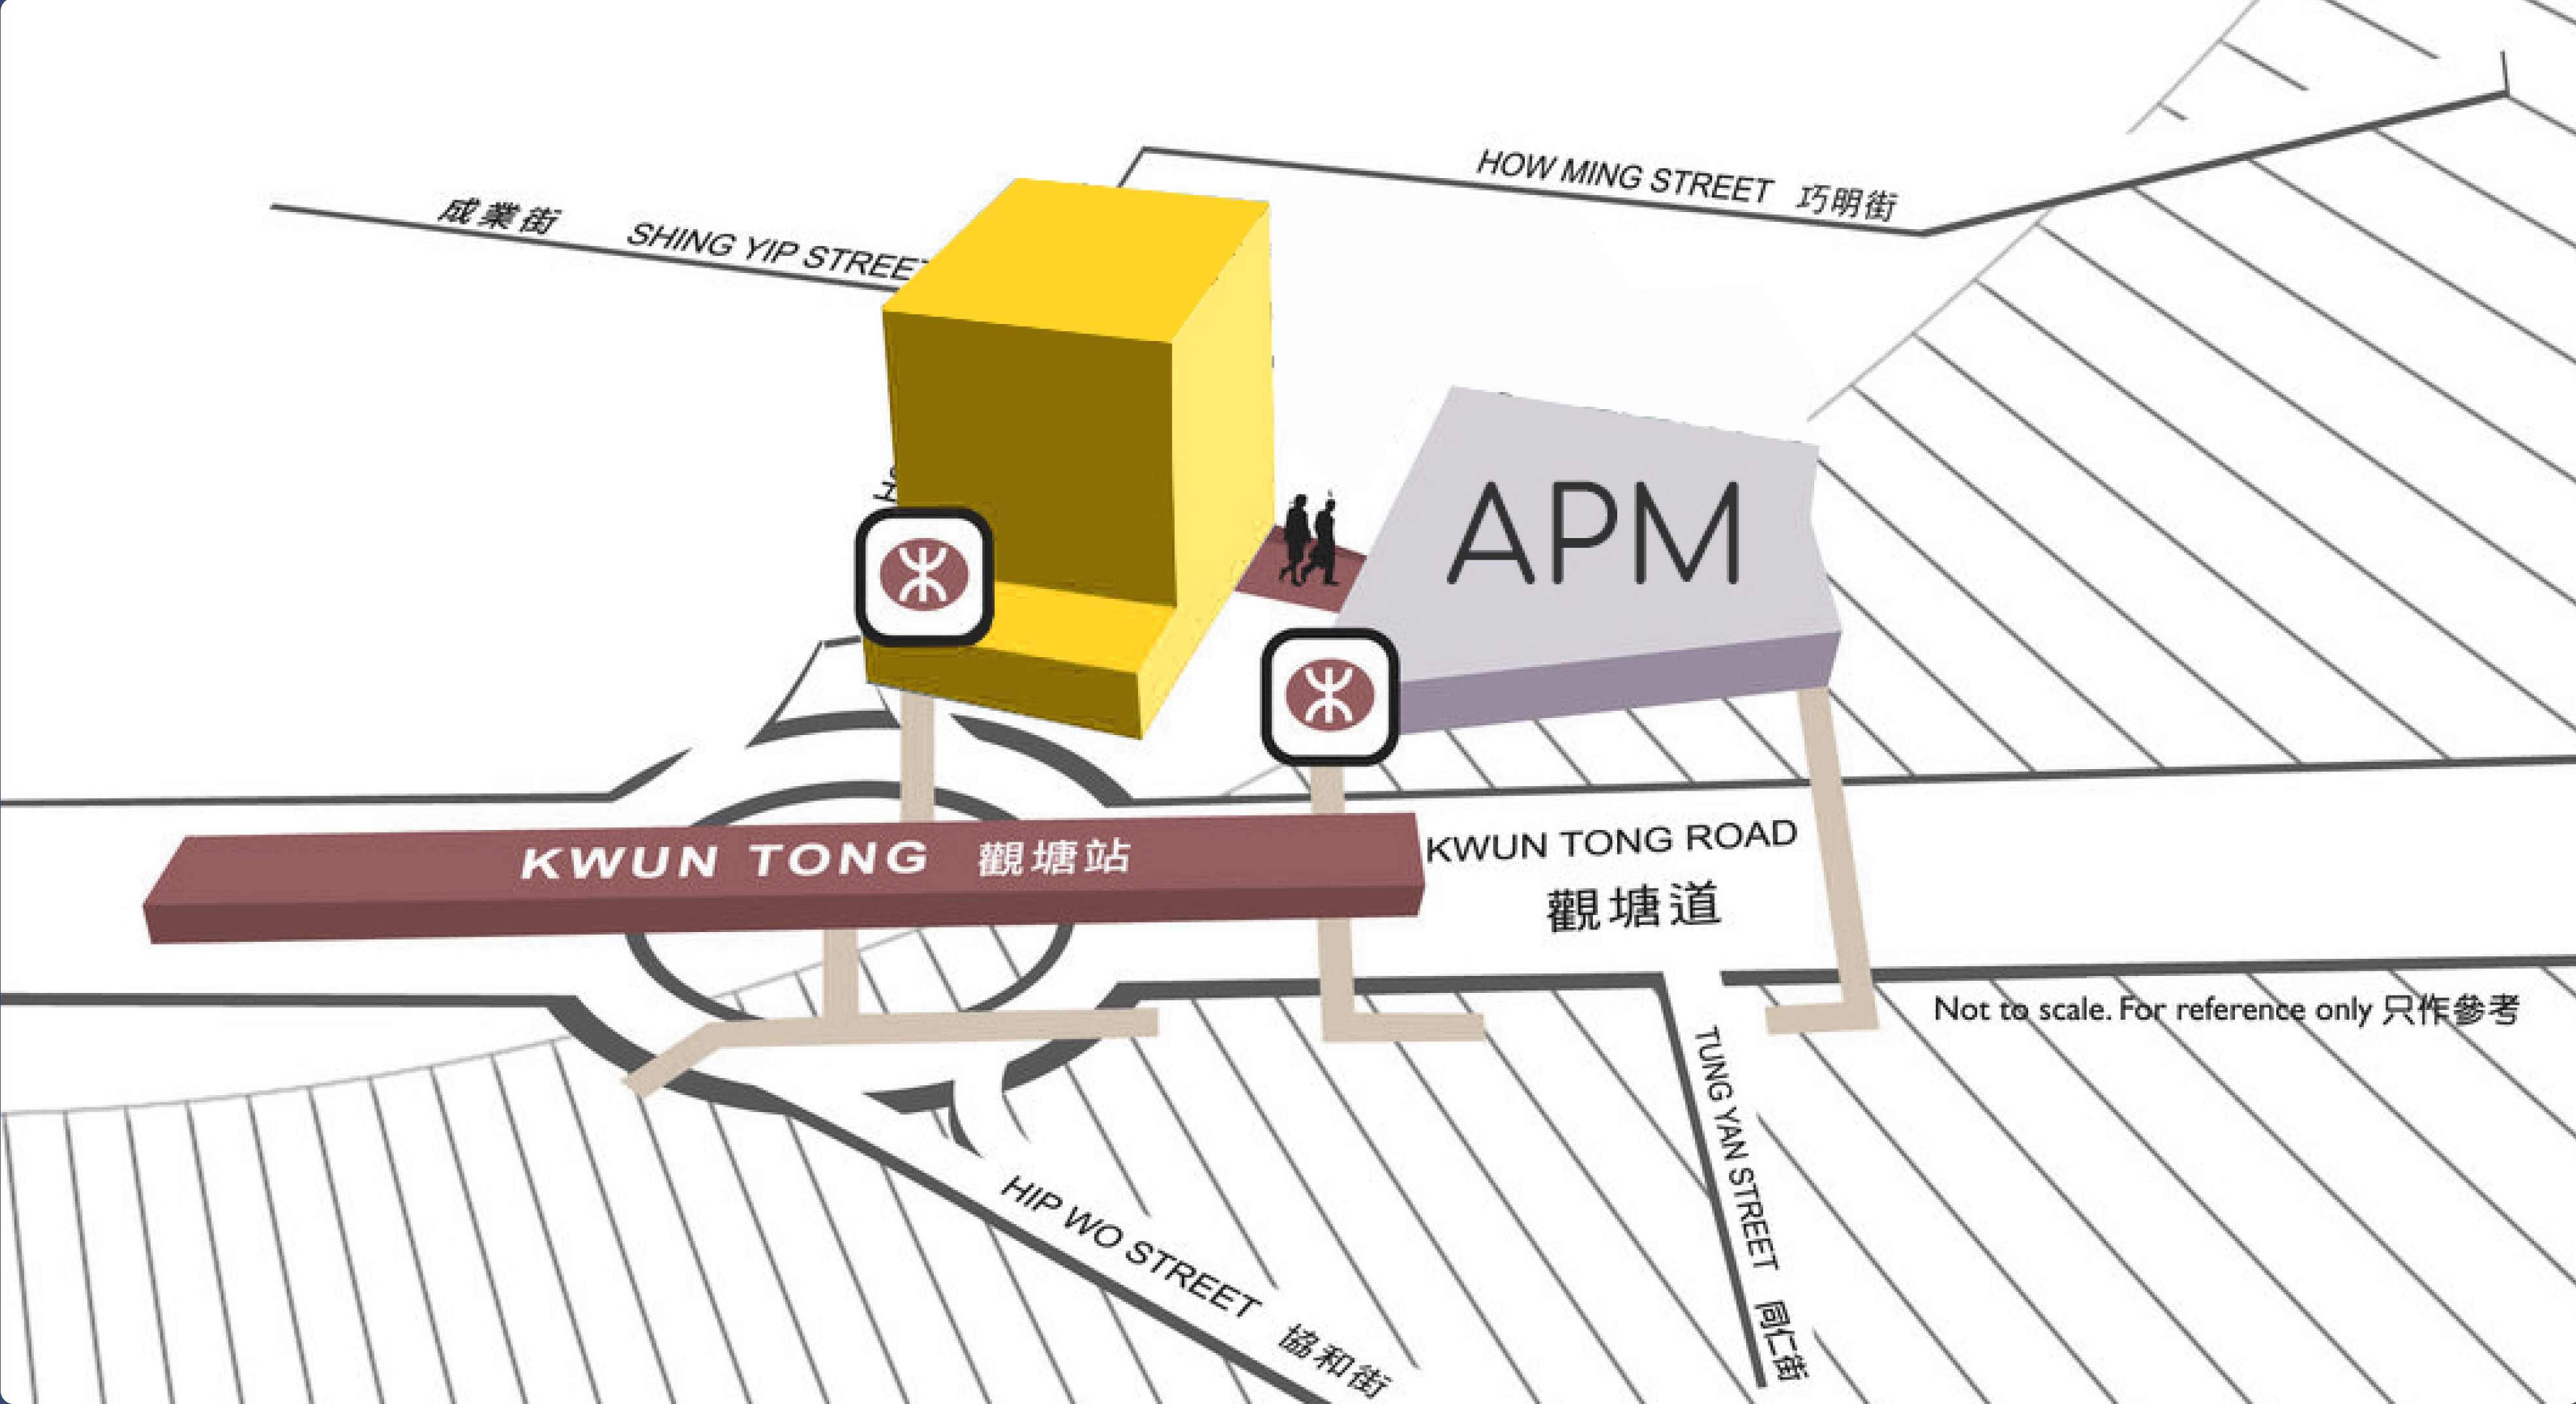 HOW MING STREET 巧明街
成業街 SHING YIP STREET
APM
KWUN TONG 觀塘站
KWUN TONG ROAD
觀塘道
Not to scale. For reference only 只作參考
TUNG YAN STREET 同仁街
HIP WO STREET 協和街